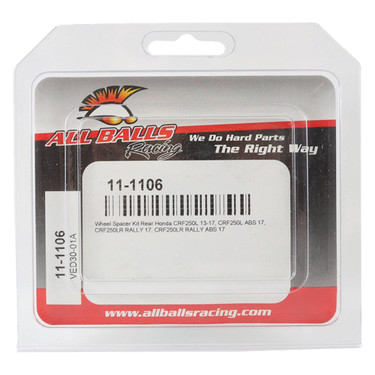 ALL BALLS
Racing
We Do Hard Parts
The Right Way
11-1106
Wheel Spacer Kit Rear Honda CRF250L 13-17, CRF250L ABS 17,
CRF250LR RALLY 17, CRF250LR RALLY ABS 17
11-1106
VED30-01A
www.allballsracing.com